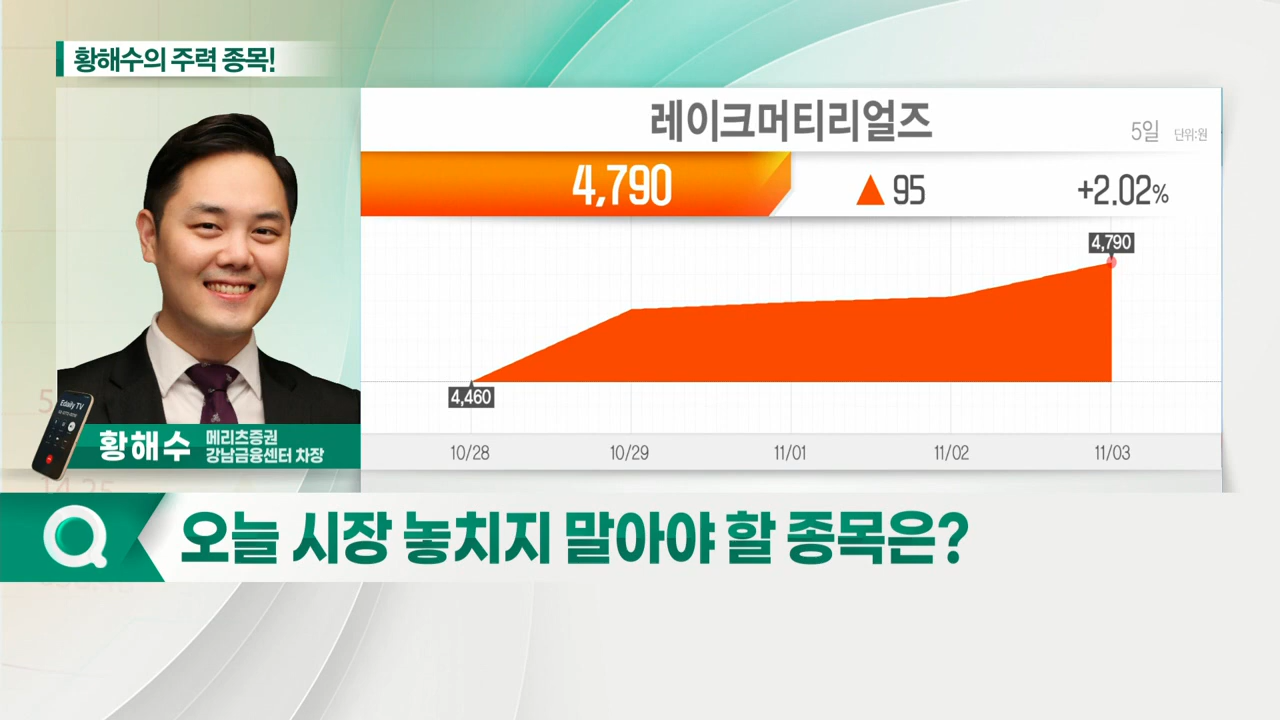 황해수의 주력 종목!
레이크머티리얼즈
5일 단위:원
4,790 ▲ 95 +2.02%
4,790
4,460
10/28 10/29 11/01 11/02 11/03
Edaily TV
황해수 메리츠증권
강남금융센터 차장
Q 오늘 시장 놓치지 말아야 할 종목은?